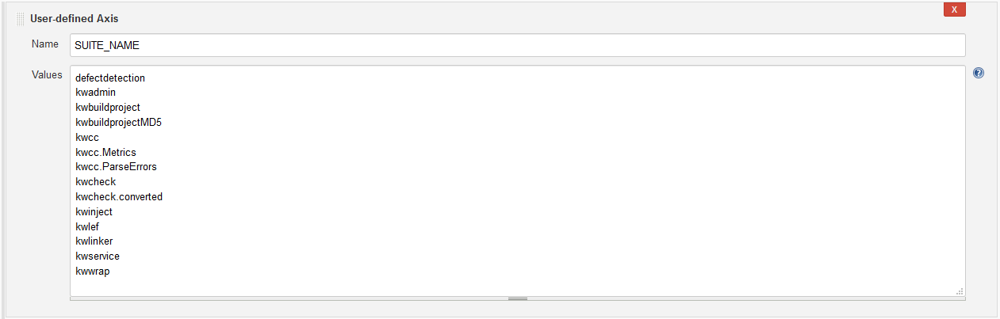 User-defined Axis
X
Name
SUITE_NAME
Values
defectdetection
kwadmin
kwbuildproject
kwbuildprojectMD5
kwcc
kwcc.Metrics
kwcc.ParseErrors
kwcheck
kwcheck.converted
kwinject
kwlef
kwlinker
kwservice
kwwrap
?